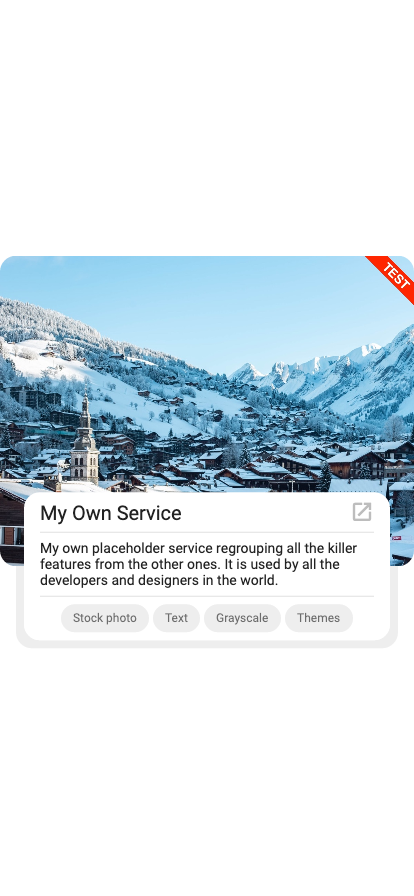 TEST
My Own Service
My own placeholder service regrouping all the killer
features from the other ones. It is used by all the
developers and designers in the world.
Stock photo
Text
Grayscale
Themes